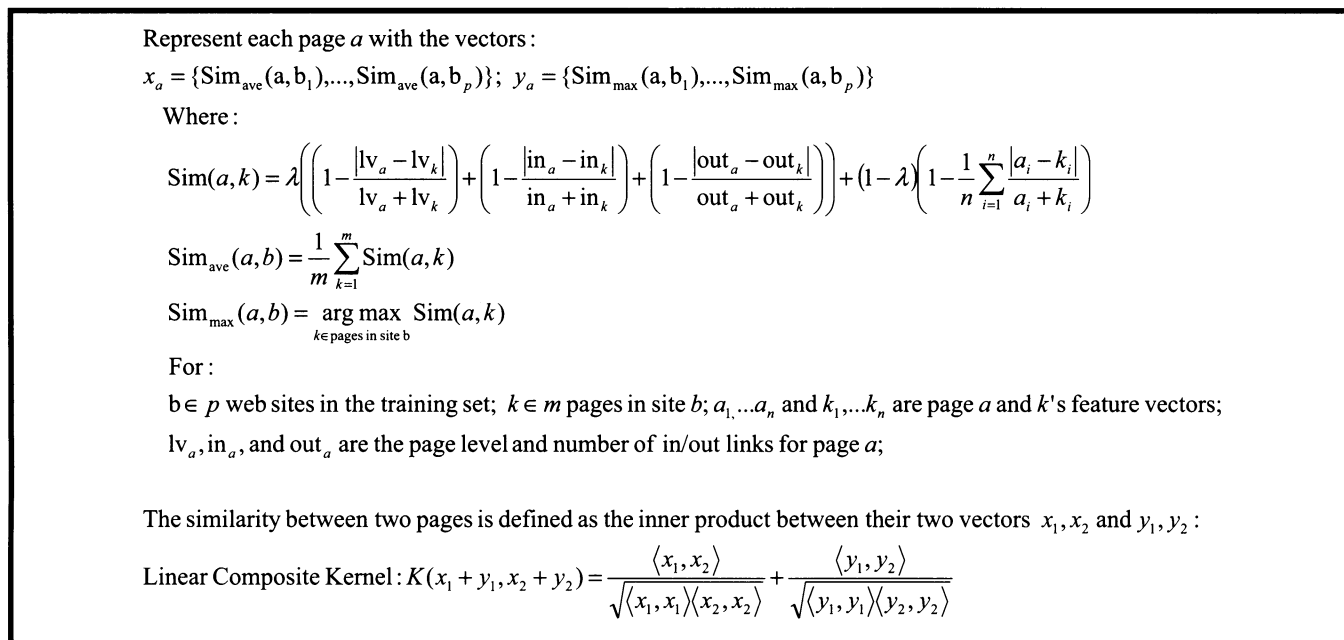 Represent each page a with the vectors:
x_a = {Sim_ave(a,b_1),...,Sim_ave(a,b_p)}; y_a = {Sim_max(a,b_1),...,Sim_max(a,b_p)}
Where:
Sim(a,k) = λ((1 − |lv_a − lv_k| / (lv_a + lv_k)) + (1 − |in_a − in_k| / (in_a + in_k)) + (1 − |out_a − out_k| / (out_a + out_k))) + (1 − λ)(1 − (1/n) ∑_{i=1}^{n} |a_i − k_i| / (a_i + k_i))
Sim_ave(a,b) = (1/m) ∑_{k=1}^{m} Sim(a,k)
Sim_max(a,b) = arg max_{k∈pages in site b} Sim(a,k)
For:
b∈ p web sites in the training set; k∈ m pages in site b; a_1,...a_n and k_1,...k_n are page a and k's feature vectors;
lv_a, in_a, and out_a are the page level and number of in/out links for page a;
The similarity between two pages is defined as the inner product between their two vectors x_1, x_2 and y_1, y_2:
Linear Composite Kernel: K(x_1 + y_1, x_2 + y_2) = ⟨x_1, x_2⟩ / √(⟨x_1, x_1⟩⟨x_2, x_2⟩) + ⟨y_1, y_2⟩ / √(⟨y_1, y_1⟩⟨y_2, y_2⟩)